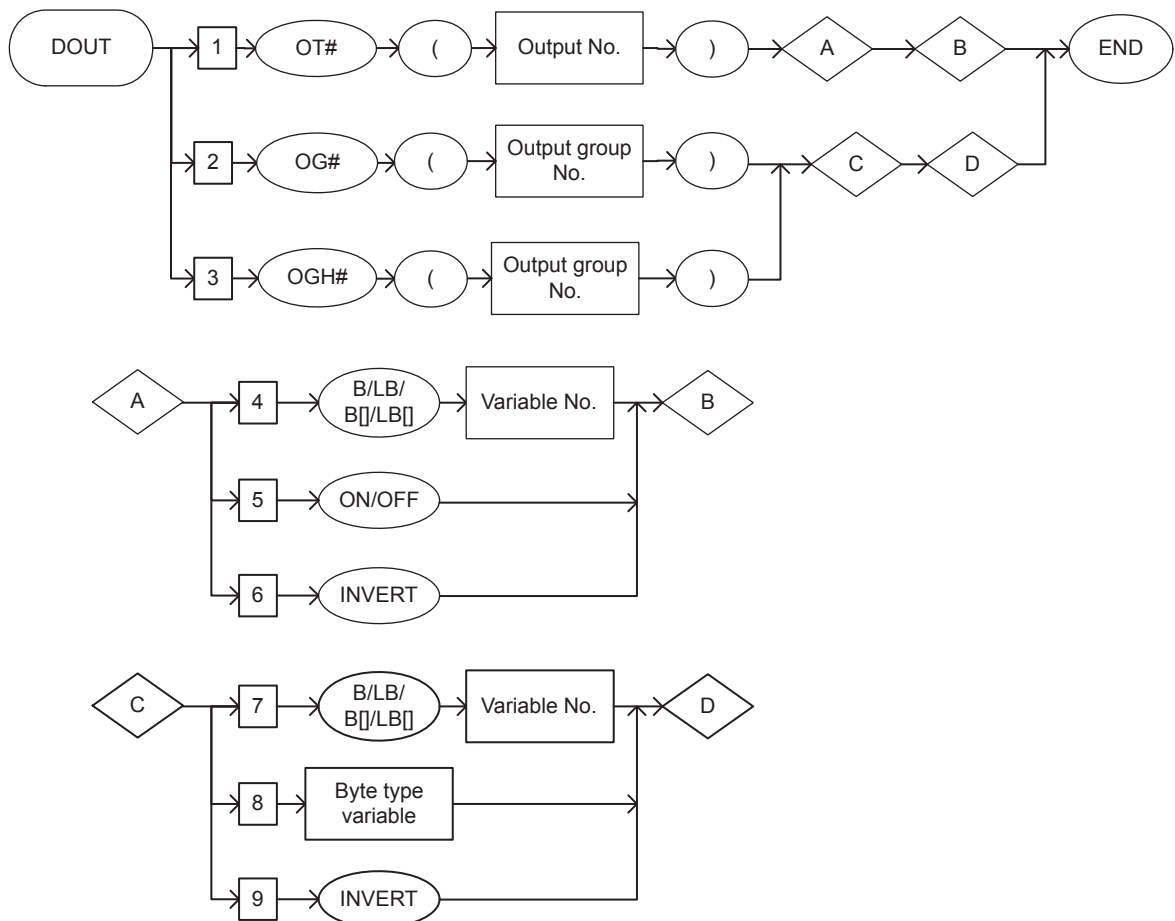 DOUT 1 OT# ( Output No. ) A B END
2 OG# ( Output group
No. ) C D
3 OGH# ( Output group
No. )
A 4 B/LB/
B[]/LB[] Variable No. B
5 ON/OFF
6 INVERT
C 7 B/LB/
B[]/LB[] Variable No. D
8 Byte type
variable
9 INVERT